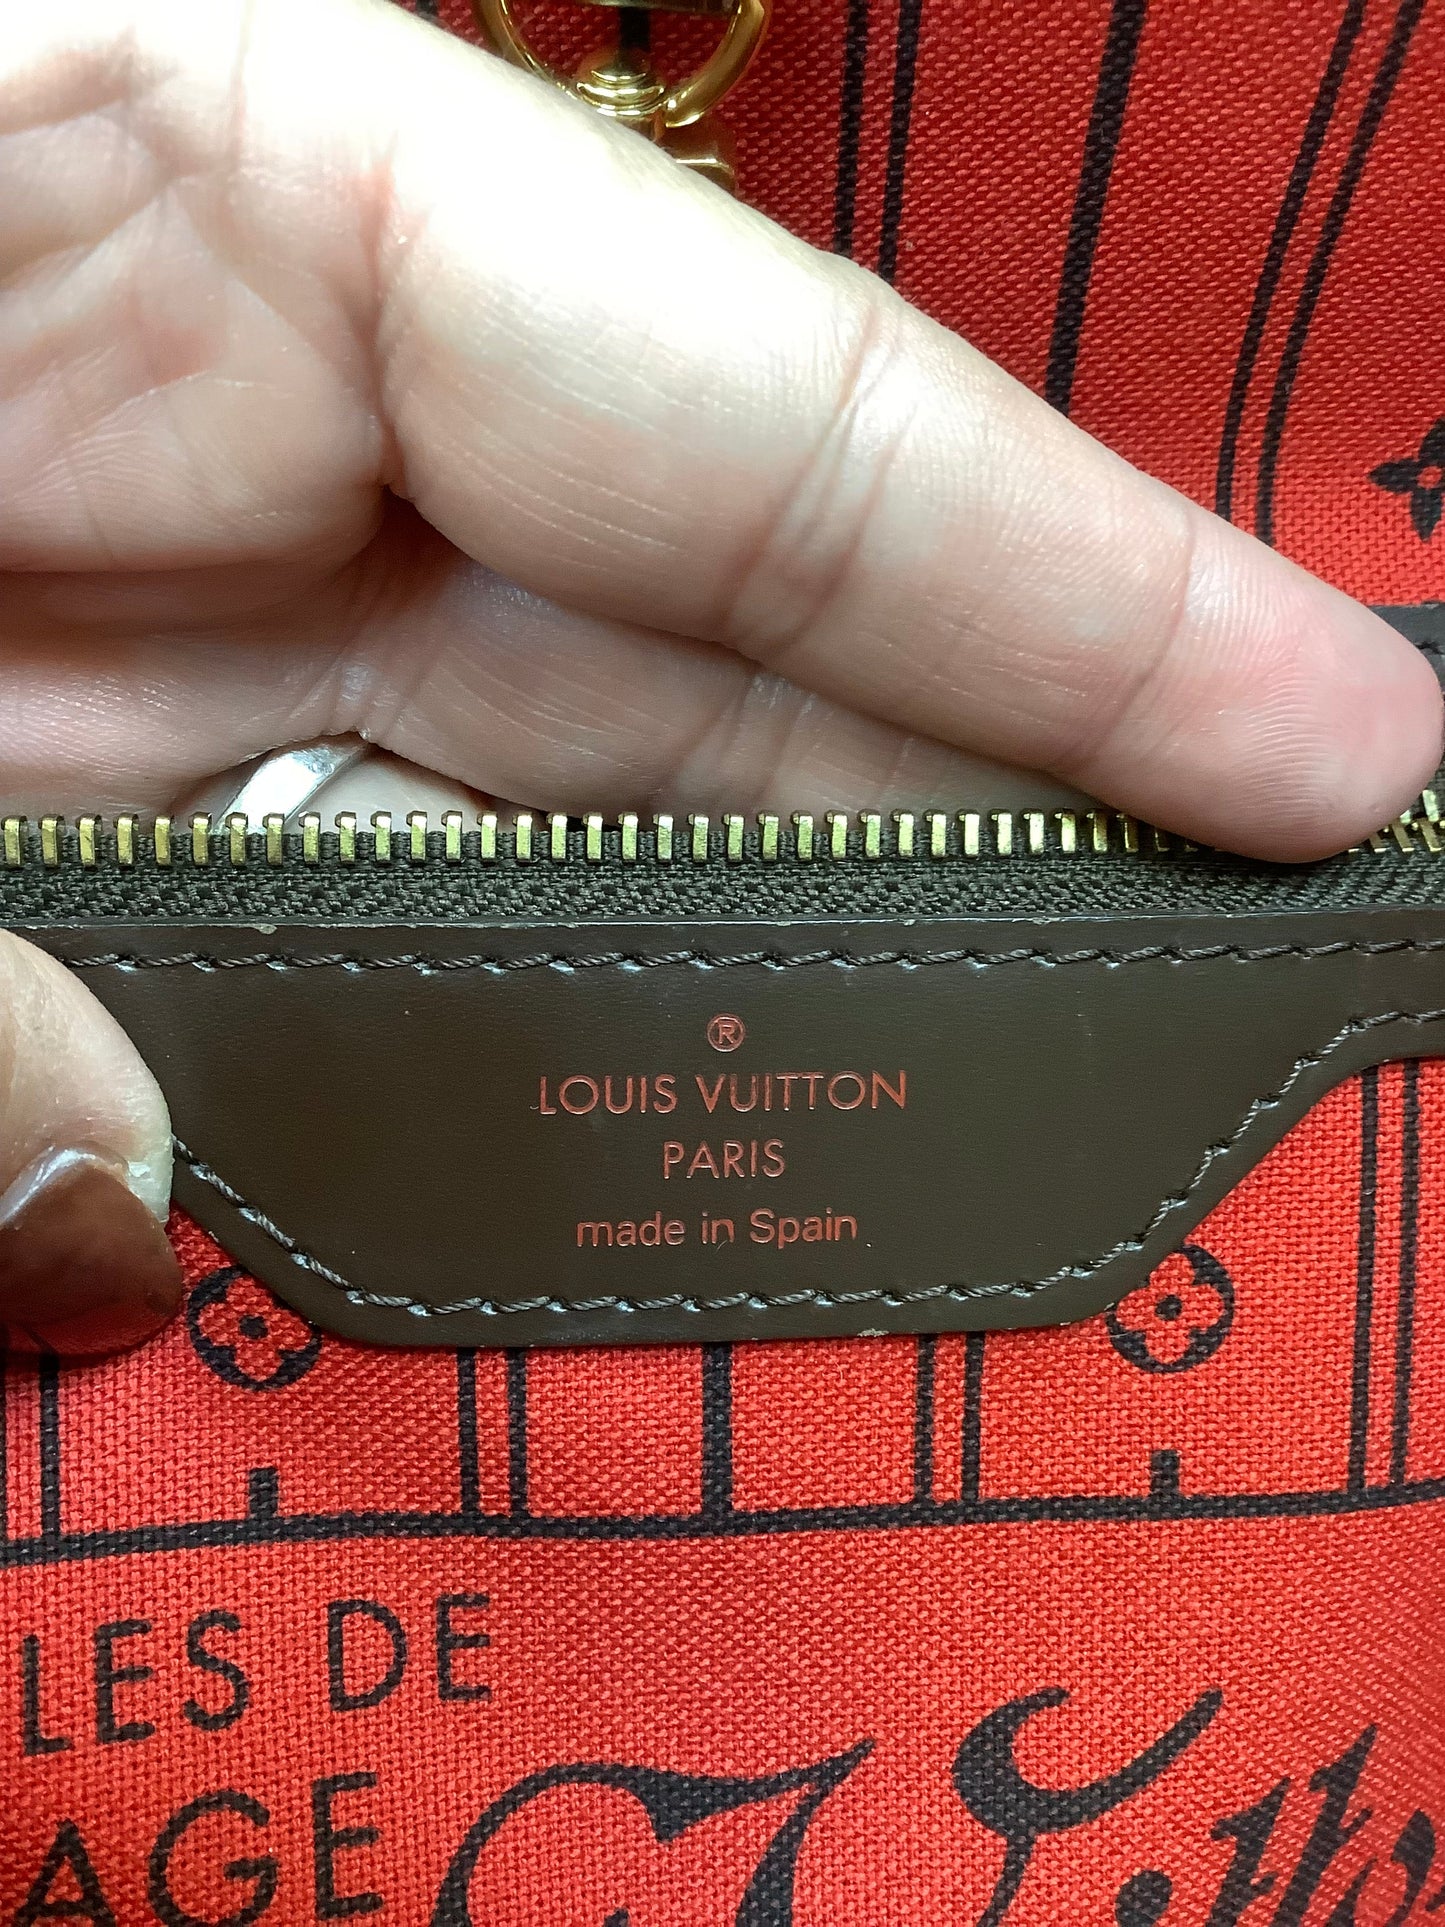 ®
LOUIS VUITTON
PARIS
made in Spain
LES DE
AGE